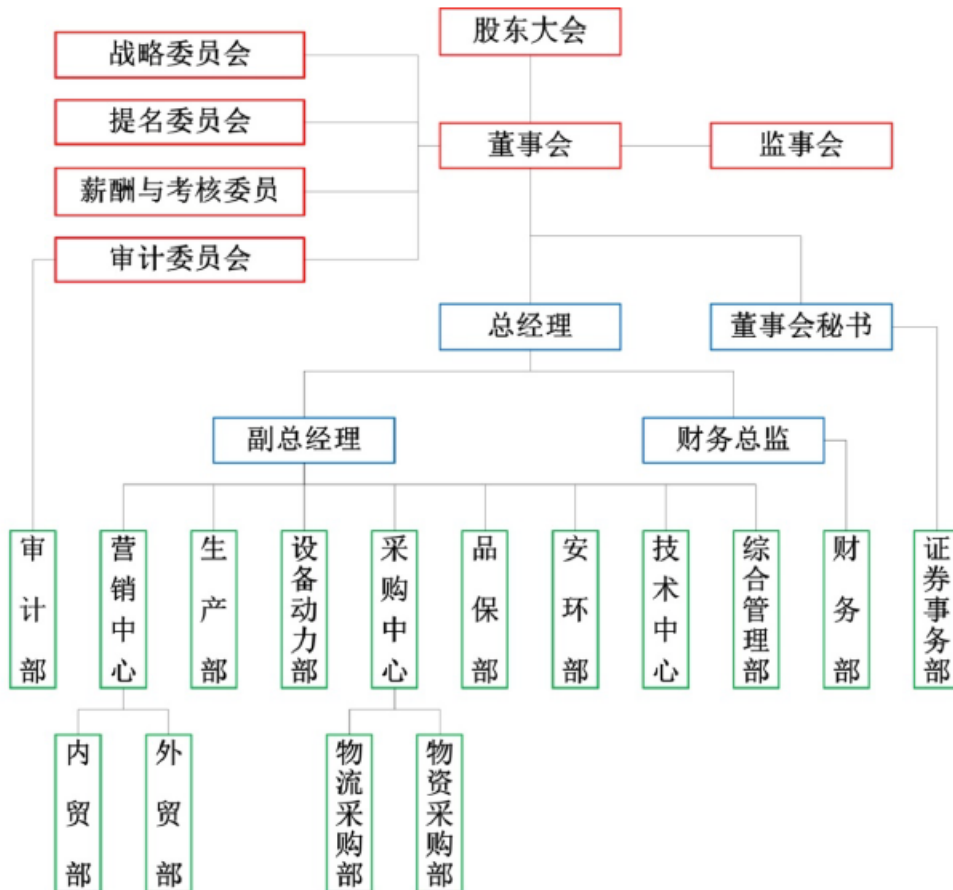 股东大会
战略委员会
提名委员会
董事会
监事会
薪酬与考核委员
审计委员会
总经理
董事会秘书
副总经理
财务总监
审计部
营销中心
生产部
设备动力部
采购中心
品保部
安环部
技术中心
综合管理部
财务部
证券事务部
内贸部
外贸部
物流采购部
物资采购部